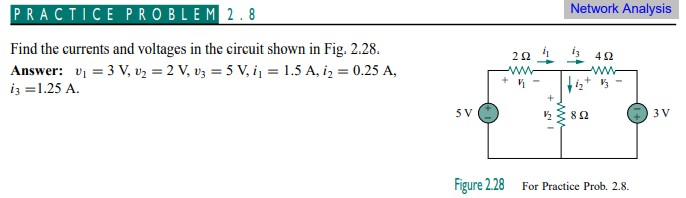 PRACTICE PROBLEM 2.8
Network Analysis
Find the currents and voltages in the circuit shown in Fig. 2.28.
Answer: v₁ = 3 V, v₂ = 2 V, v₃ = 5 V, i₁ = 1.5 A, i₂ = 0.25 A,
i₃ =1.25 A.
2 Ω i₁ i₃ 4 Ω
+ v₁ − i₂ + v₃ −
5 V + − + v₂ − 8 Ω − + 3 V
Figure 2.28 For Practice Prob. 2.8.